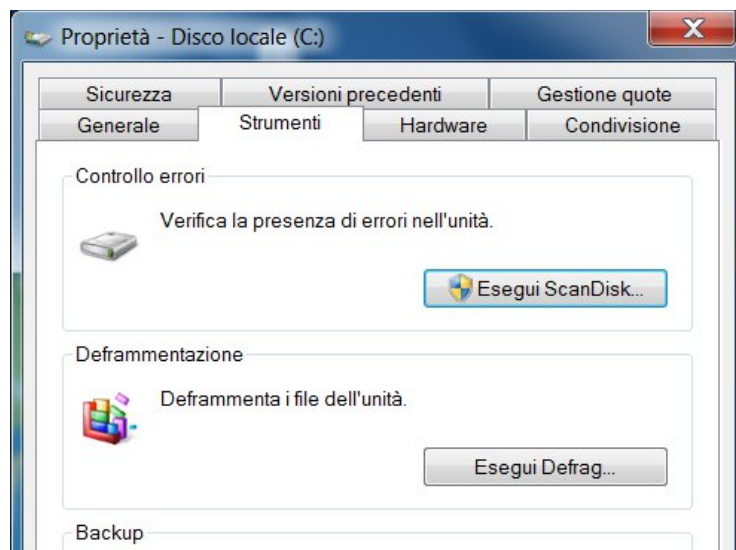 Proprietà - Disco locale (C:)
X
Sicurezza Versioni precedenti Gestione quote
Generale Strumenti Hardware Condivisione
Controllo errori
Verifica la presenza di errori nell'unità.
Esegui ScanDisk...
Deframmentazione
Deframmenta i file dell'unità.
Esegui Defrag...
Backup